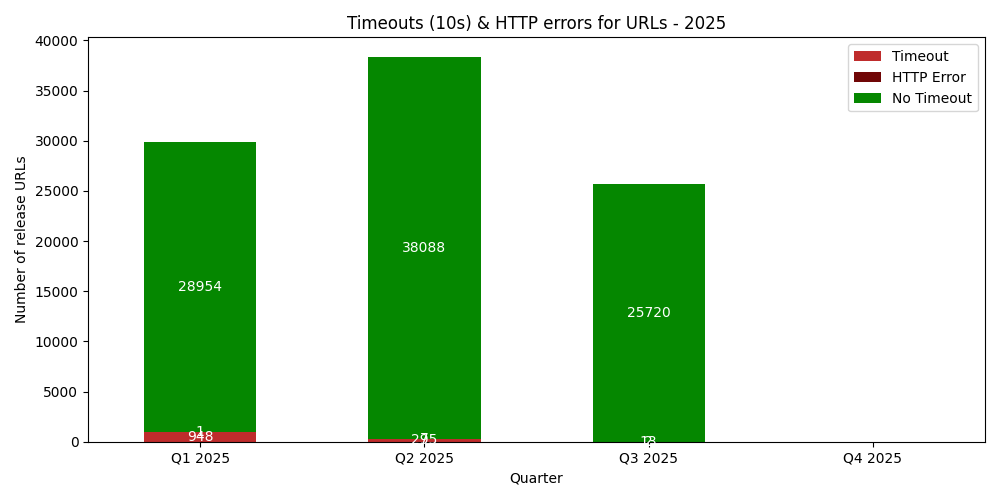 Timeouts (10s) & HTTP errors for URLs - 2025
Number of release URLs
40000
35000
30000
25000
20000
15000
10000
5000
0
Timeout
HTTP Error
No Timeout
28954
1
948
38088
295
25720
Q1 2025
Q2 2025
Q3 2025
Q4 2025
Quarter